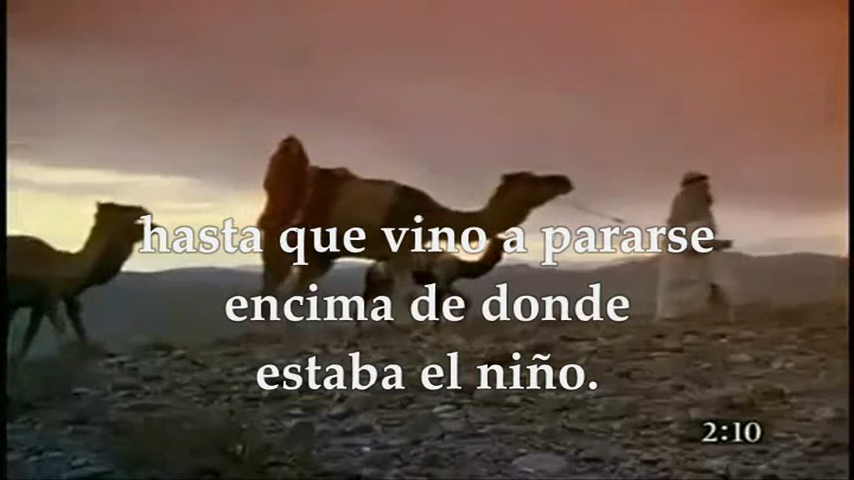 hasta que vino a pararse
encima de donde
estaba el niño.
2:10